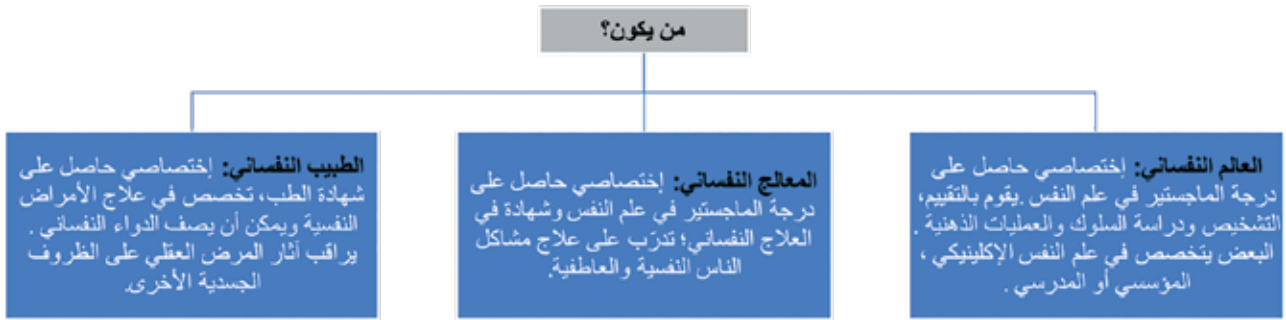 من يكون؟
العالم النفساني: إختصاصي حاصل على
درجة الماجستير في علم النفس .يقوم بالتقييم،
التشخيص ودراسة السلوك والعمليات الذهنية .
البعض يتخصص في علم النفس الإكلينيكي ،
المؤسسي أو المدرسي .
المعالج النفساني: إختصاصي حاصل على
درجة الماجستير في علم النفس وشهادة في
العلاج النفساني؛ تدرّب على علاج مشاكل
الناس النفسية والعاطفية.
الطبيب النفساني: إختصاصي حاصل على
شهادة الطب، تخصص في علاج الأمراض
النفسية ويمكن أن يصف الدواء النفساني .
يراقب آثار المرض العقلي على الظروف
الجسدية الأخرى.